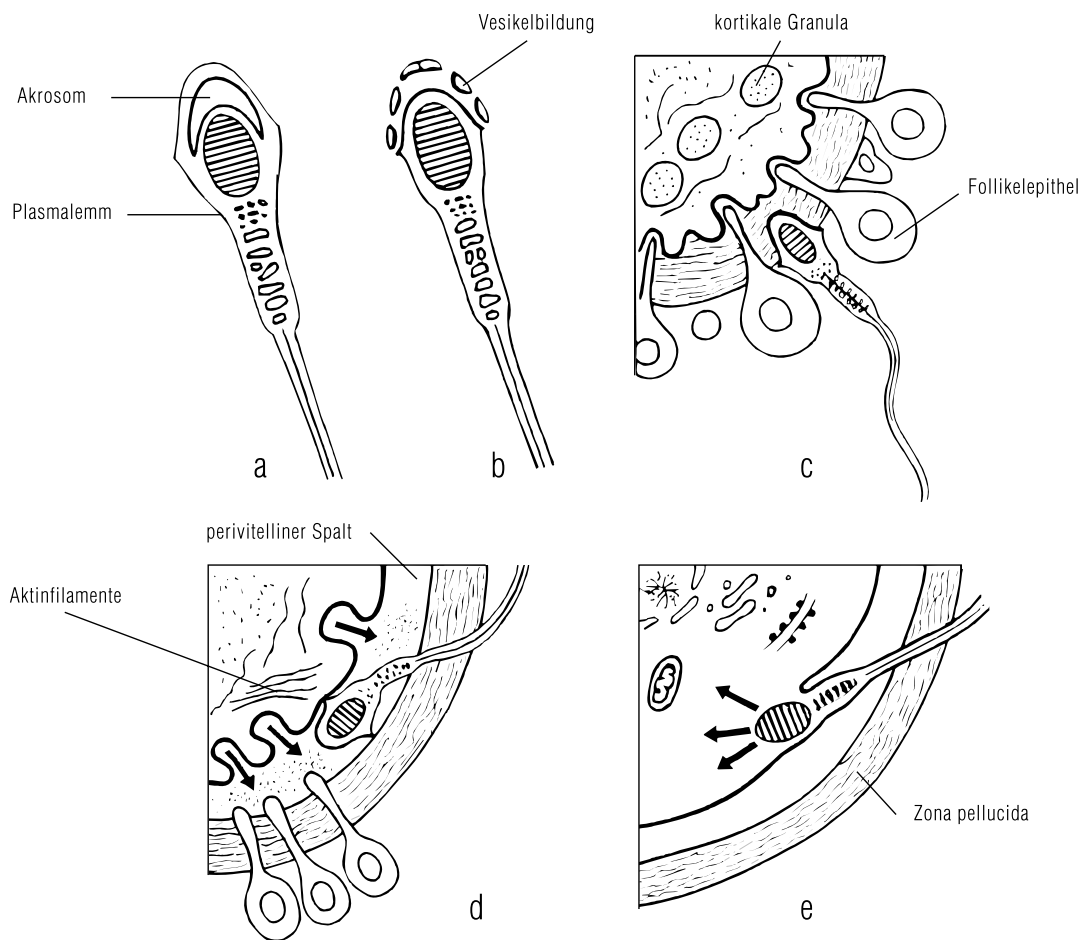 Vesikelbildung
kortikale Granula
Akrosom
Plasmalemm
Follikelepithel
a
b
c
perivitelliner Spalt
Aktinfilamente
Zona pellucida
d
e